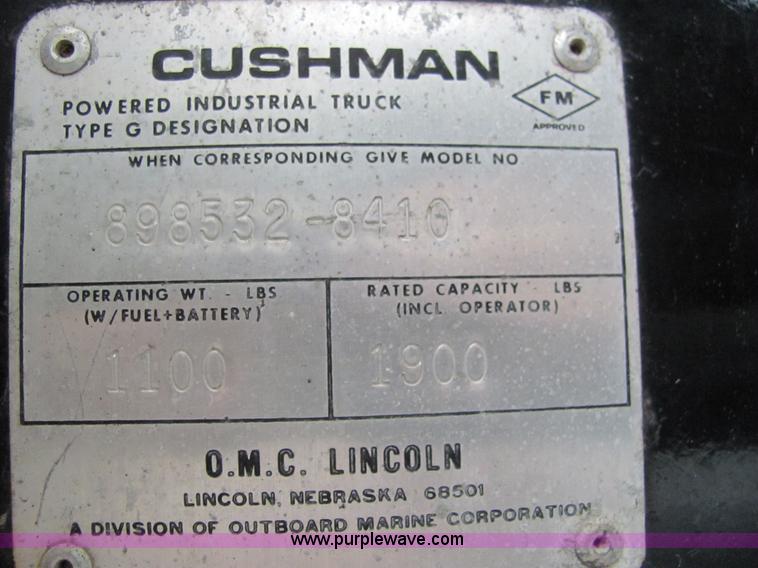 CUSHMAN
POWERED INDUSTRIAL TRUCK
TYPE G DESIGNATION
FM
APPROVED
WHEN CORRESPONDING GIVE MODEL NO
898532-8410
OPERATING WT. - LBS
(W/FUEL+BATTERY)
1100
RATED CAPACITY - LBS
(INCL OPERATOR)
1900
O.M.C. LINCOLN
LINCOLN, NEBRASKA 68501
A DIVISION OF OUTBOARD MARINE CORPORATION
www.purplewave.com